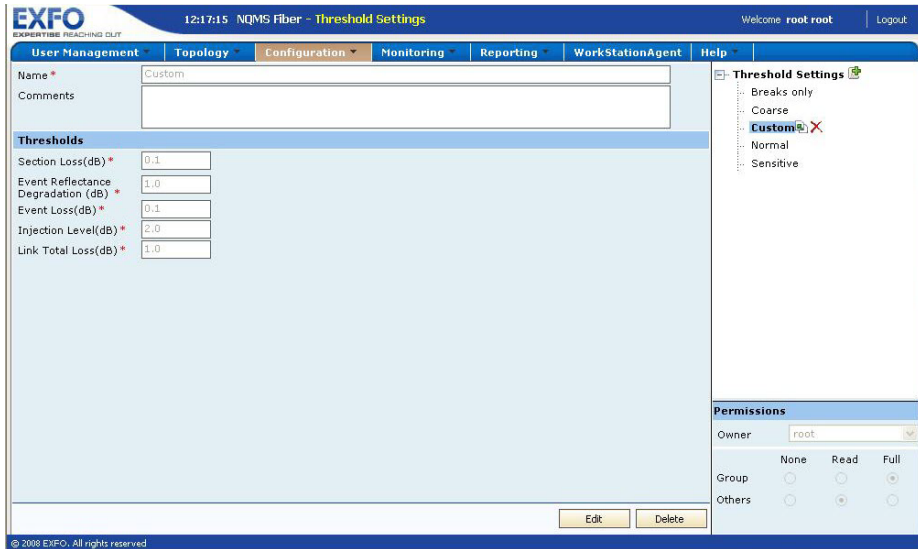 EXFO
EXPERTISE REACHING OUT
12:17:15 NQMS Fiber - Threshold Settings
Welcome root root
Logout
User Management
Topology
Configuration
Monitoring
Reporting
WorkStationAgent
Help
Name *
Custom
Comments
Thresholds
Section Loss(dB) *
0.1
Event Reflectance
Degradation (dB) *
1.0
Event Loss(dB) *
0.1
Injection Level(dB) *
2.0
Link Total Loss(dB) *
1.0
Edit
Delete
Threshold Settings
Breaks only
Coarse
Custom
Normal
Sensitive
Permissions
Owner
root
None Read Full
Group
Others
© 2008 EXFO. All rights reserved